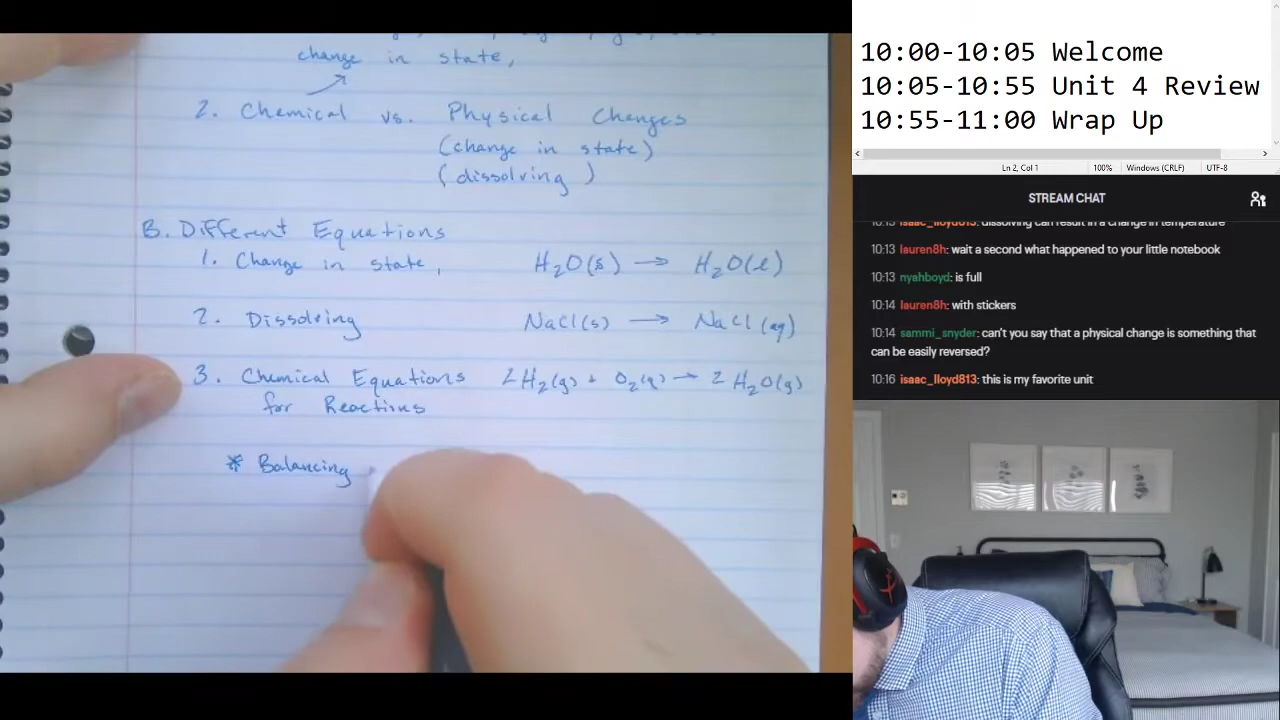 change in state,
2. Chemical vs. Physical Changes
(change in state)
(dissolving)
B. Different Equations
1. Change in state, H₂O(s) → H₂O(l)
2. Dissolving NaCl(s) → NaCl(aq)
3. Chemical Equations 2H₂(g) + O₂(g) → 2H₂O(g)
for Reactions
* Balancing
10:00-10:05 Welcome
10:05-10:55 Unit 4 Review
10:55-11:00 Wrap Up
Ln 2, Col 1 100% Windows (CRLF) UTF-8
STREAM CHAT
10:13 isaac_lloyd813: dissolving can result in a change in temperature
10:13 lauren8h: wait a second what happened to your little notebook
10:13 nyahboyd: is full
10:14 lauren8h: with stickers
10:14 sammi_snyder: can't you say that a physical change is something that
can be easily reversed?
10:16 isaac_lloyd813: this is my favorite unit